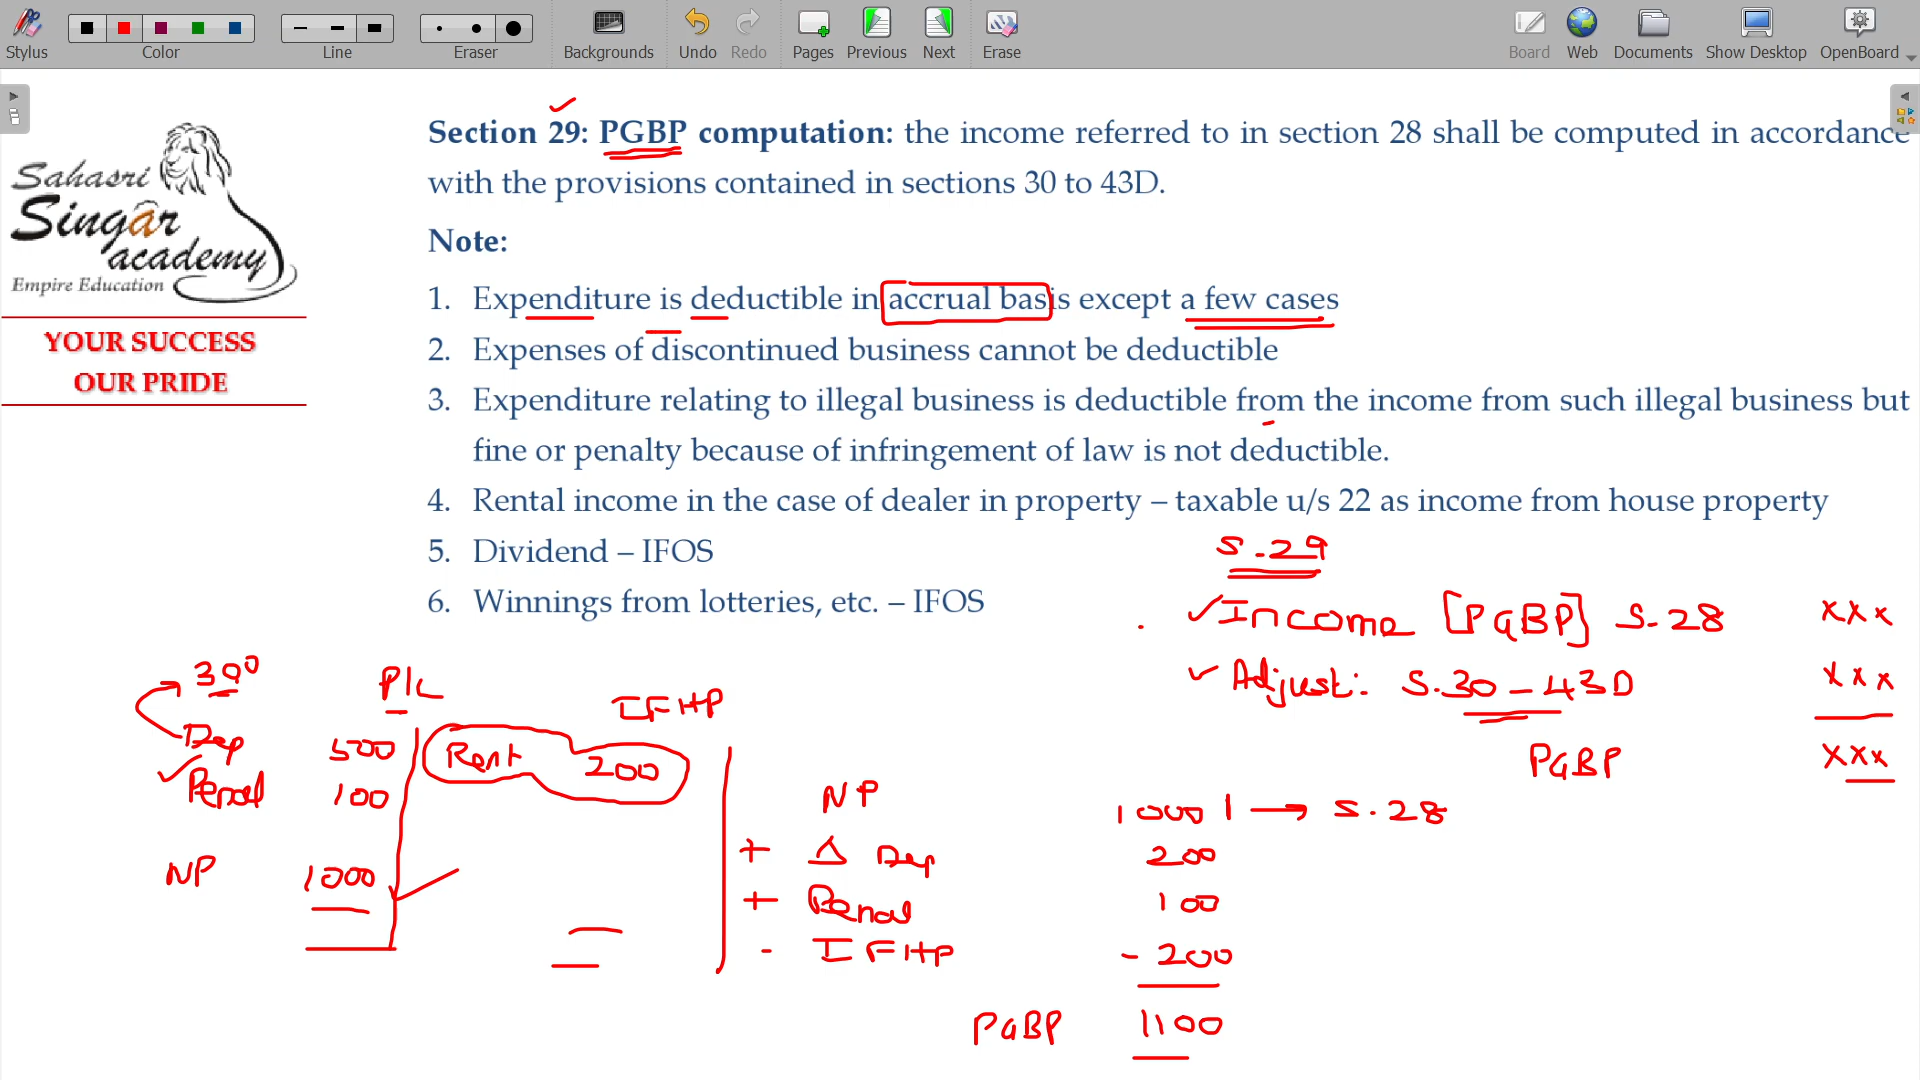 Stylus
Color
Line
Eraser
Backgrounds
Undo
Redo
Pages
Previous
Next
Erase
Board
Web
Documents
Show Desktop
OpenBoard
Sahasri
Singar
academy
Empire Education
YOUR SUCCESS
OUR PRIDE
Section 29: PGBP computation: the income referred to in section 28 shall be computed in accordance
with the provisions contained in sections 30 to 43D.
Note:
1. Expenditure is deductible in accrual basis except a few cases
2. Expenses of discontinued business cannot be deductible
3. Expenditure relating to illegal business is deductible from the income from such illegal business but
fine or penalty because of infringement of law is not deductible.
4. Rental income in the case of dealer in property – taxable u/s 22 as income from house property
5. Dividend – IFOS
6. Winnings from lotteries, etc. – IFOS
S.29
Income [PGBP] S.28 xxx
Adjust: S.30-43D xxx
PGBP xxx
300
P/L
IFHP
Dep 500 Rent 200
Penal 100
NP 1000
NP 1000 → S.28
+ Δ Dep 200
+ Penal 100
- IFHP - 200
PGBP 1100